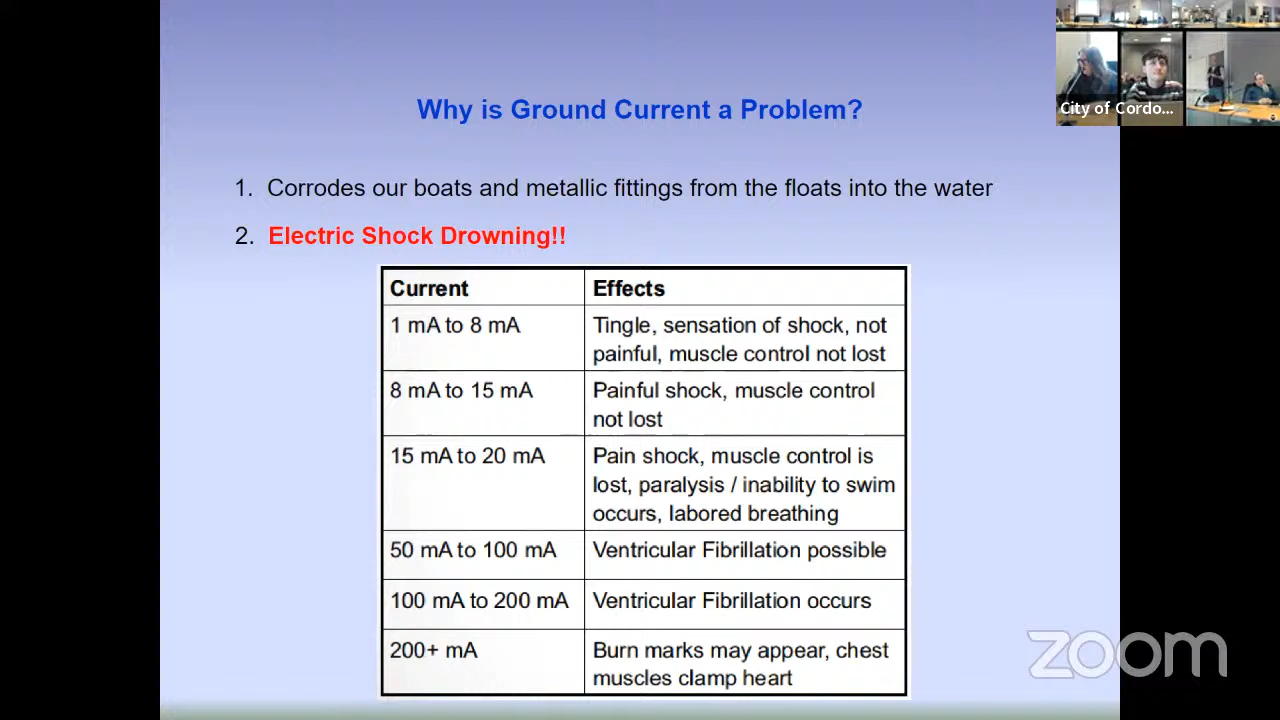 Why is Ground Current a Problem?
City of Cordo...
1. Corrodes our boats and metallic fittings from the floats into the water
2. Electric Shock Drowning!!
Current Effects
1 mA to 8 mA Tingle, sensation of shock, not
painful, muscle control not lost
8 mA to 15 mA Painful shock, muscle control
not lost
15 mA to 20 mA Pain shock, muscle control is
lost, paralysis / inability to swim
occurs, labored breathing
50 mA to 100 mA Ventricular Fibrillation possible
100 mA to 200 mA Ventricular Fibrillation occurs
200+ mA Burn marks may appear, chest
muscles clamp heart
zoom